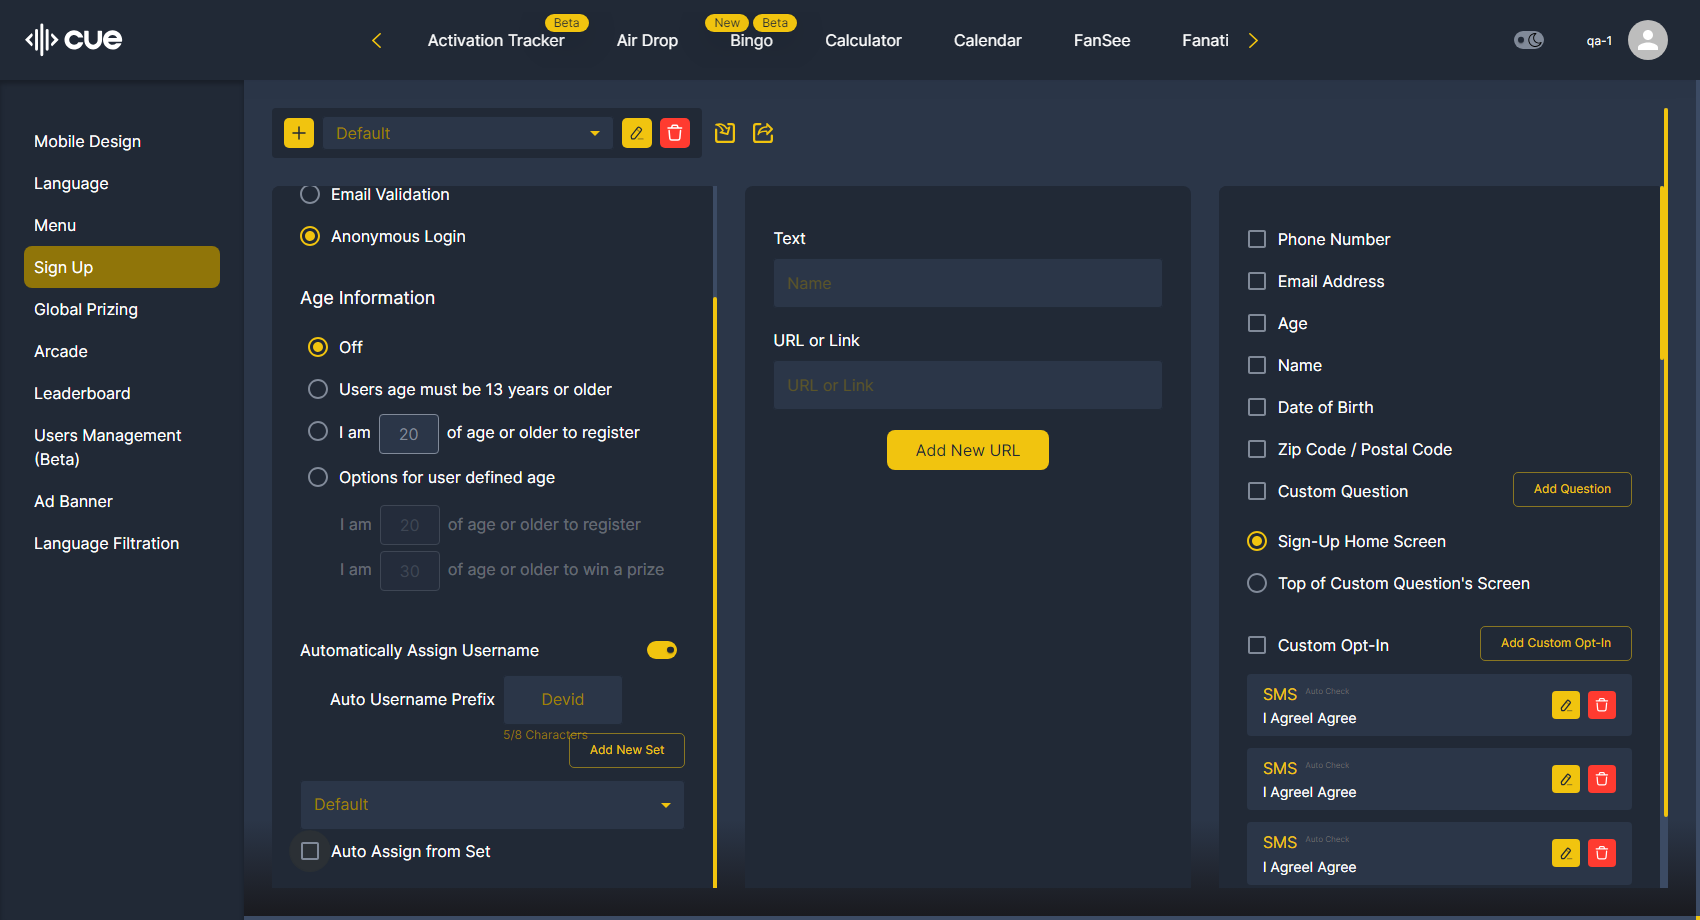 cue
Activation Tracker
Beta
Air Drop
New
Beta
Bingo
Calculator
Calendar
FanSee
Fanati
qa-1
Mobile Design
Language
Menu
Sign Up
Global Prizing
Arcade
Leaderboard
Users Management
(Beta)
Ad Banner
Language Filtration
Default
Email Validation
Anonymous Login
Age Information
Off
Users age must be 13 years or older
I am 20 of age or older to register
Options for user defined age
I am 20 of age or older to register
I am 30 of age or older to win a prize
Automatically Assign Username
Auto Username Prefix Devid
5/8 Characters
Add New Set
Default
Auto Assign from Set
Text
Name
URL or Link
URL or Link
Add New URL
Phone Number
Email Address
Age
Name
Date of Birth
Zip Code / Postal Code
Custom Question Add Question
Sign-Up Home Screen
Top of Custom Question's Screen
Custom Opt-In Add Custom Opt-In
SMS Auto Check
I AgreeI Agree
SMS Auto Check
I AgreeI Agree
SMS Auto Check
I AgreeI Agree